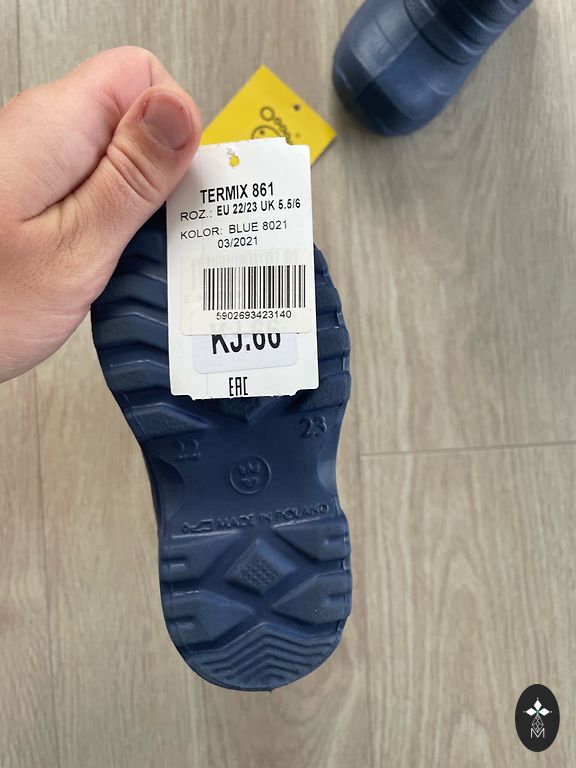 TERMIX 861
ROZ.: EU 22/23 UK 5.5/6
KOLOR: BLUE 8021
03/2021
5902693423140
EAC
22 23
MADE IN POLAND
M